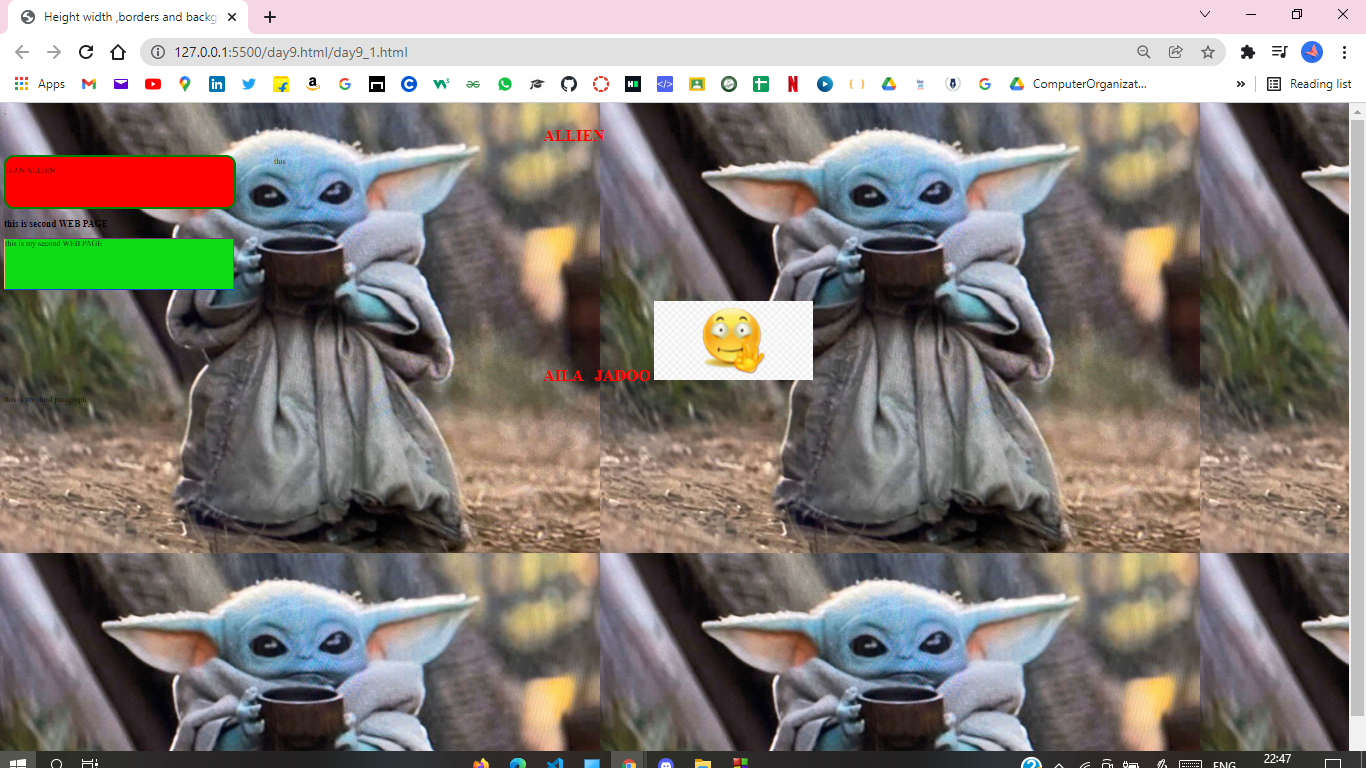 Height width ,borders and backg
127.0.0.1:5500/day9.html/day9_1.html
Apps
ComputerOrganizat...
»
Reading list
ALLIEN
this
AN ALLIEN
this is second WEB PAGE
this is my second WEB PAGE
AILA JADOO
this is my third paragraph
ENG
22:47